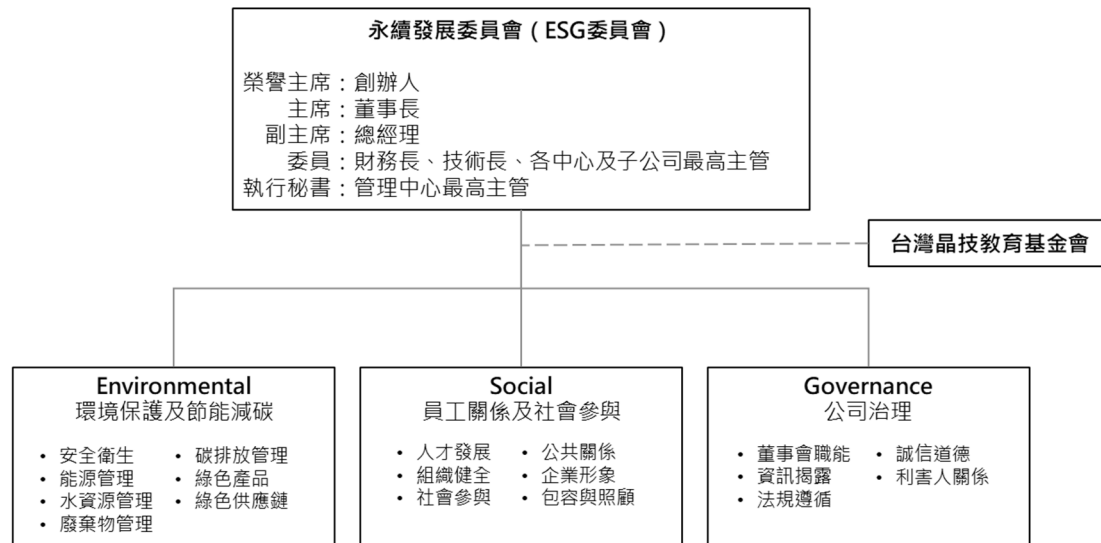 永續發展委員會（ESG委員會）
榮譽主席：創辦人
主席：董事長
副主席：總經理
委員：財務長、技術長、各中心及子公司最高主管
執行秘書：管理中心最高主管
台灣晶技教育基金會
Environmental
環境保護及節能減碳
• 安全衛生
• 能源管理
• 水資源管理
• 廢棄物管理
• 碳排放管理
• 綠色產品
• 綠色供應鏈
Social
員工關係及社會參與
• 人才發展
• 組織健全
• 社會參與
• 公共關係
• 企業形象
• 包容與照顧
Governance
公司治理
• 董事會職能
• 資訊揭露
• 法規遵循
• 誠信道德
• 利害人關係